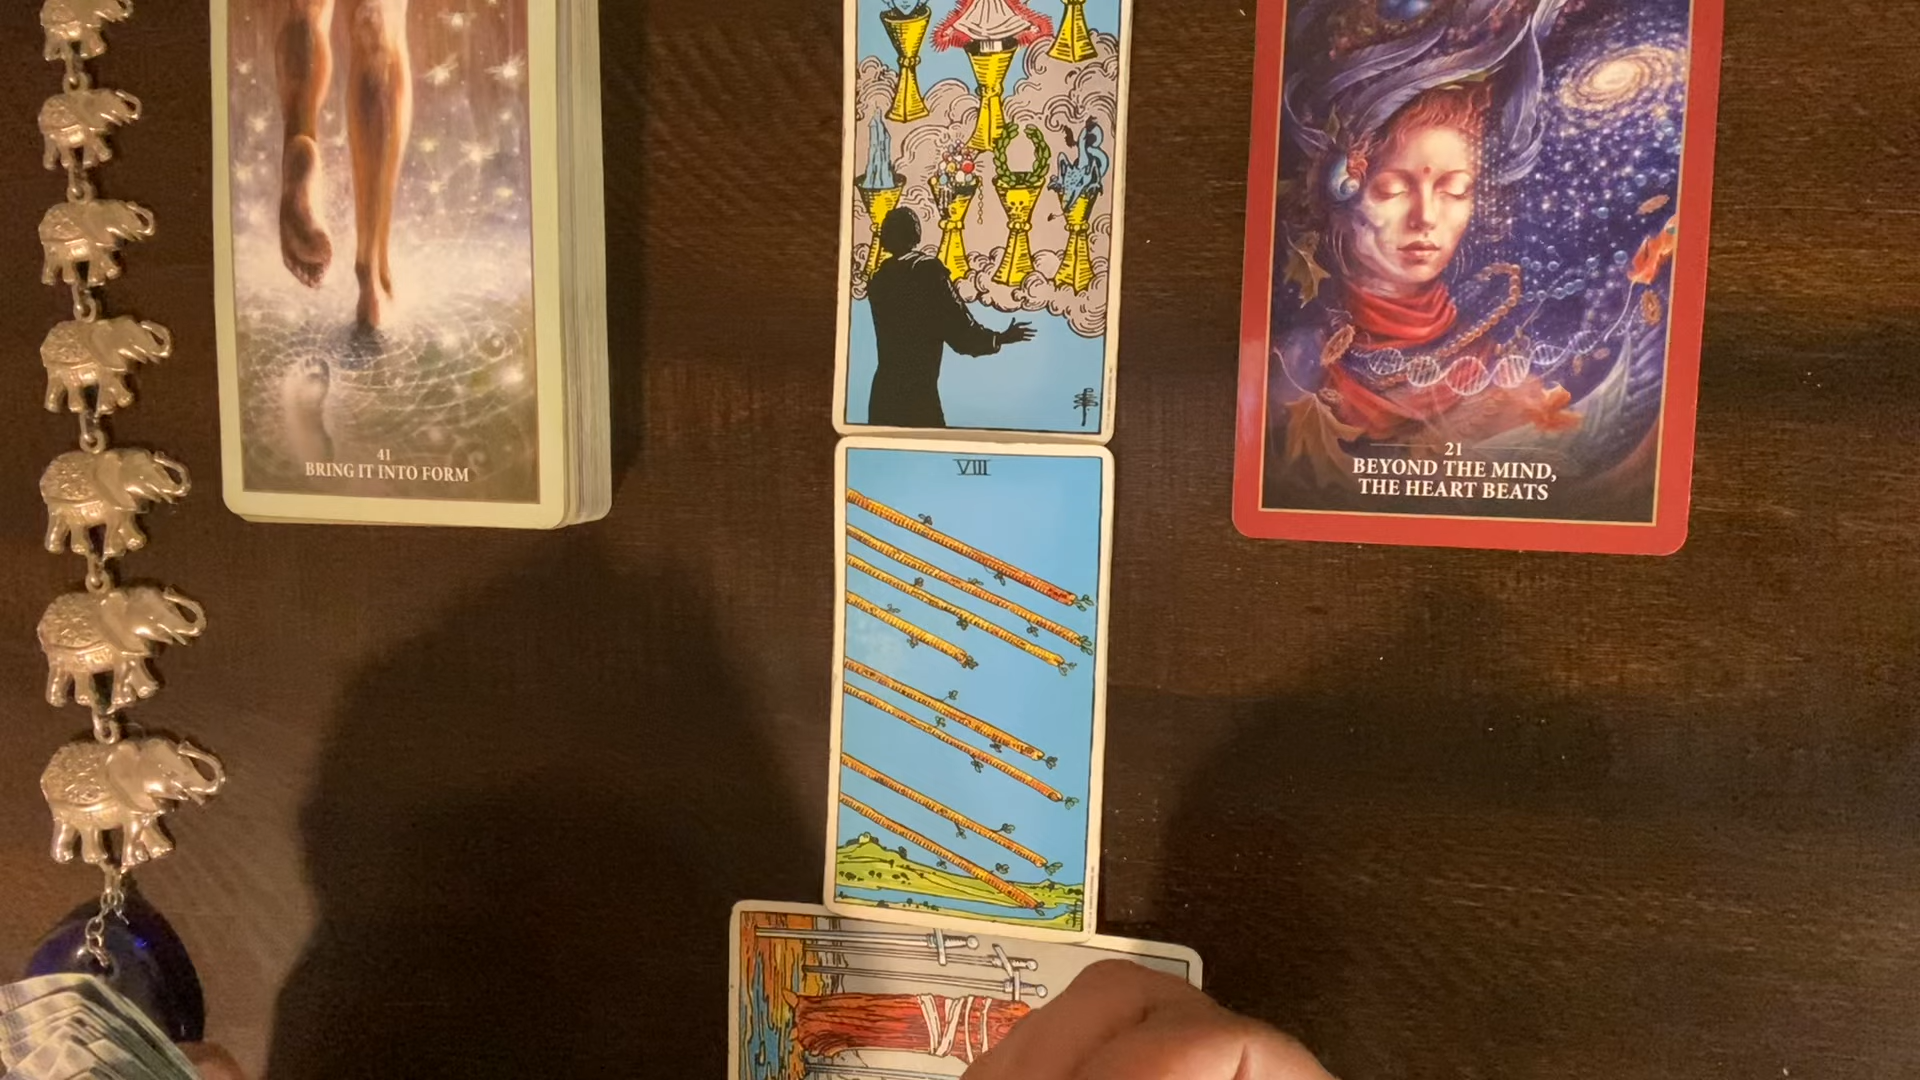 41
BRING IT INTO FORM
VIII
21
BEYOND THE MIND,
THE HEART BEATS